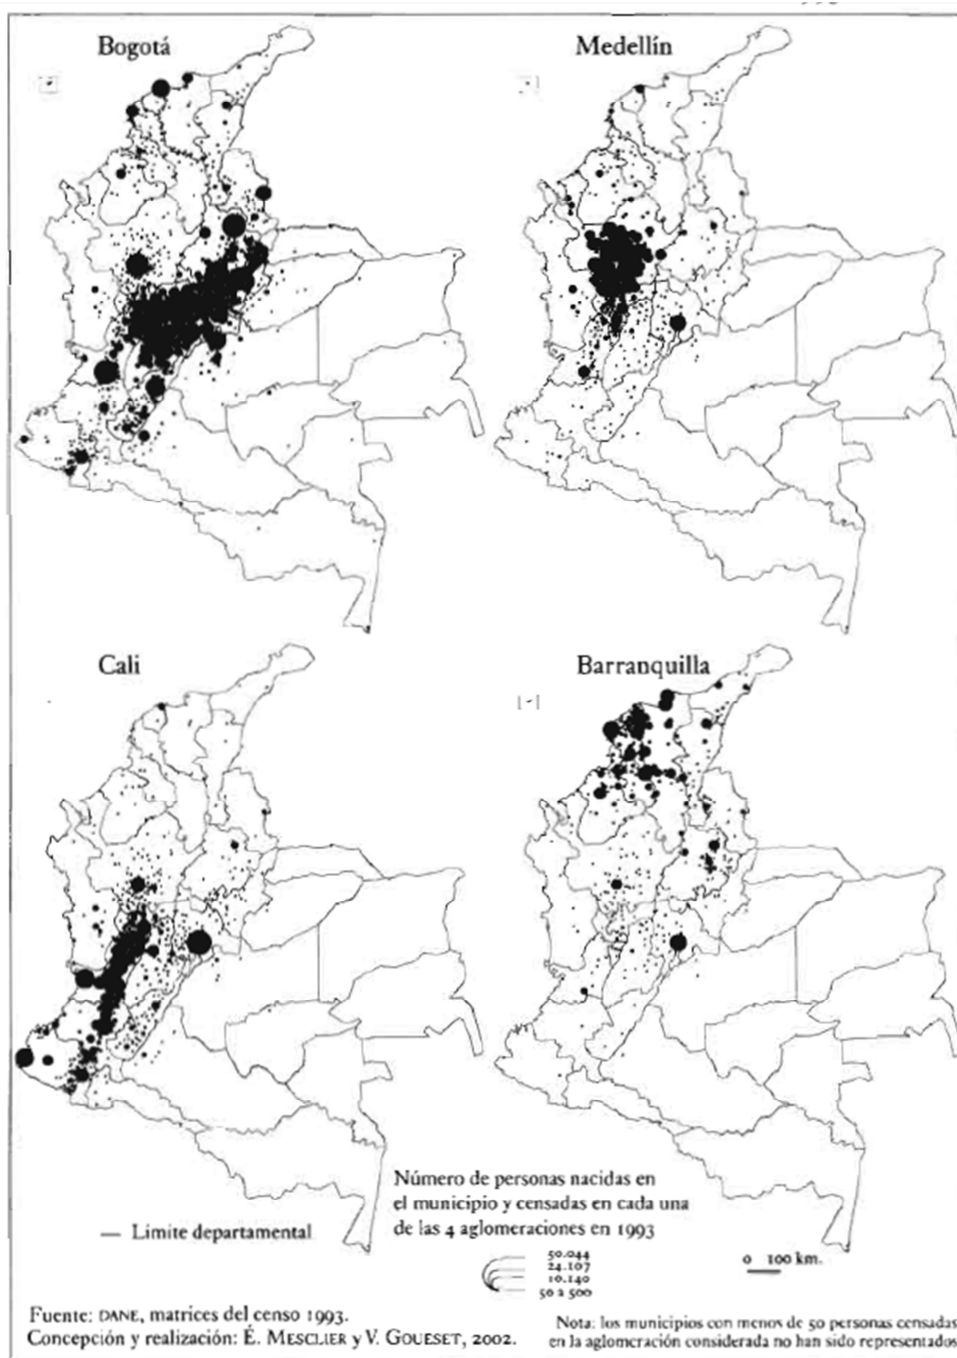 Bogotá
Medellín
Cali
Barranquilla
Número de personas nacidas en
el municipio y censadas en cada una
de las 4 aglomeraciones en 1993
— Límite departamental
50.044
24.107
10.140
50 a 500
0 100 km.
Fuente: DANE, matrices del censo 1993.
Concepción y realización: É. MESCLIER y V. GOUESET, 2002.
Nota: los municipios con menos de 50 personas censadas
en la aglomeración considerada no han sido representados